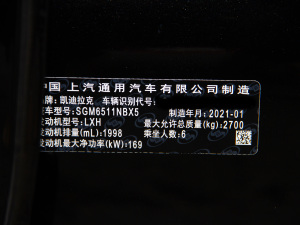 中国 上汽通用汽车有限公司制造
牌: 凯迪拉克 车辆识别代号:
车型号: SGM6511NBX5 制造年月: 2021-01
发动机型号: LXH 最大允许总质量(kg): 2700
发动机排量(mL): 1998 乘坐人数: 6
发动机最大净功率(kW): 169